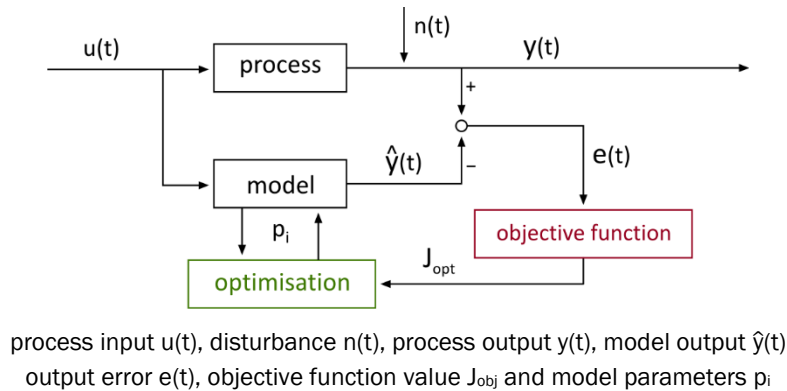 n(t)
u(t)
process
y(t)
+
ŷ(t)
−
e(t)
model
pi
objective function
Jopt
optimisation
process input u(t), disturbance n(t), process output y(t), model output ŷ(t)
output error e(t), objective function value Jobj and model parameters pi